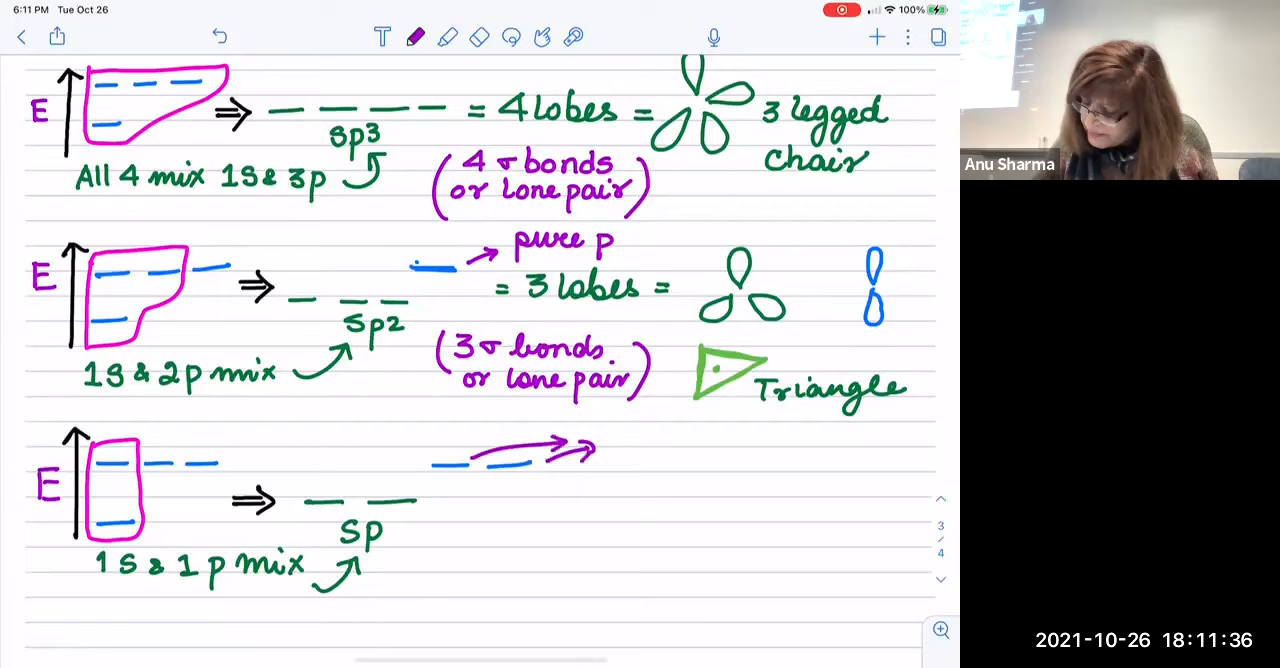 6:11 PM Tue Oct 26
100%
T
E
sp3
= 4 lobes =
3 legged
chair
All 4 mix 1s & 3p
(4 σ bonds
or lone pair)
E
pure p
sp2
= 3 lobes =
1s & 2p mix
(3σ bonds
or lone pair)
Triangle
E
sp
1s & 1p mix
3
/
4
Anu Sharma
2021-10-26 18:11:36